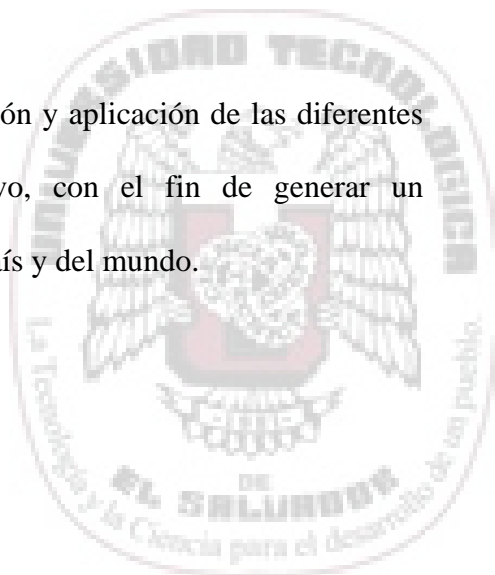 ón y aplicación de las diferentes
vo, con el fin de generar un
aís y del mundo.
UNIVERSIDAD TECNOLOGICA
DE
EL SALVADOR
La Tecnología y la Ciencia para el desarrollo de un pueblo.